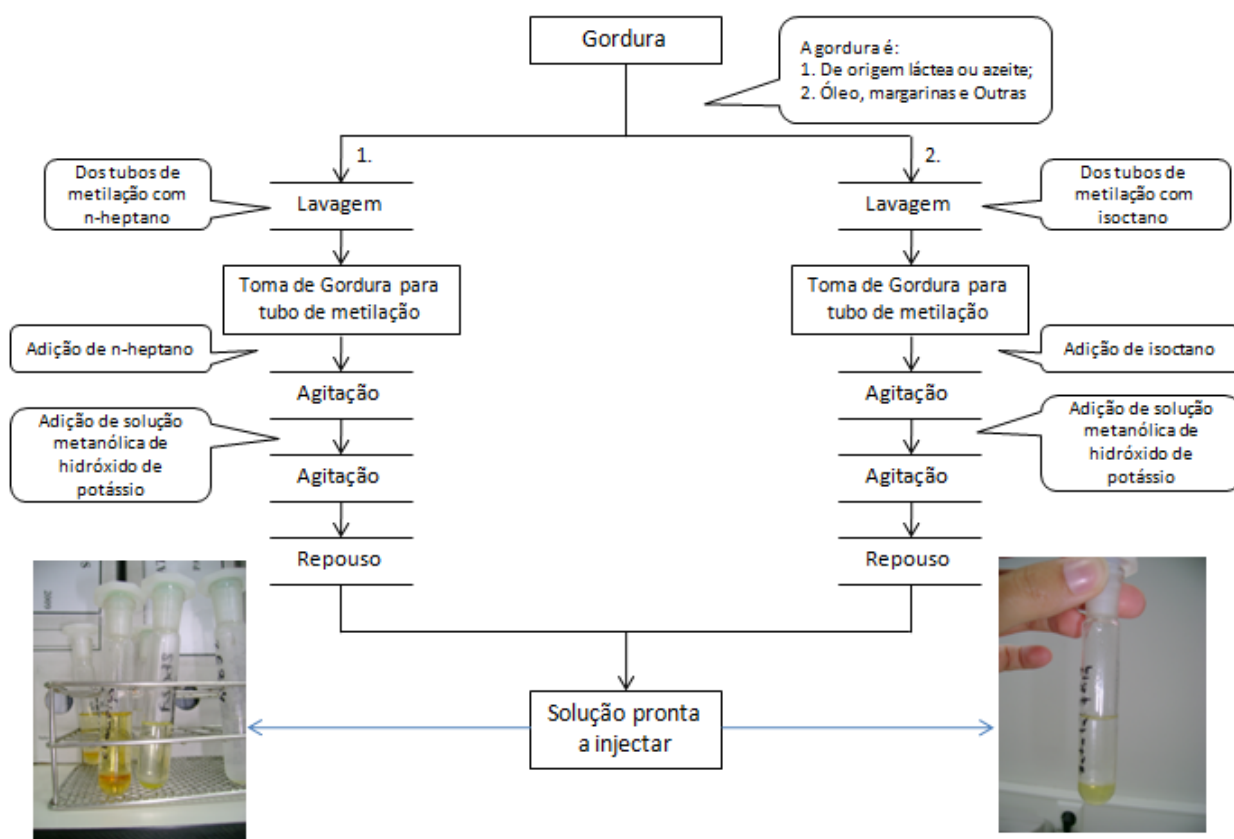 Gordura
A gordura é:
1. De origem láctea ou azeite;
2. Óleo, margarinas e Outras
1.
2.
Dos tubos de
metilação com
n-heptano
Lavagem
Lavagem
Dos tubos de
metilação com
isoctano
Toma de Gordura para
tubo de metilação
Toma de Gordura para
tubo de metilação
Adição de n-heptano
Adição de isoctano
Agitação
Agitação
Adição de solução
metanólica de
hidróxido de
potássio
Adição de solução
metanólica de
hidróxido de
potássio
Agitação
Agitação
Repouso
Repouso
Solução pronta
a injectar